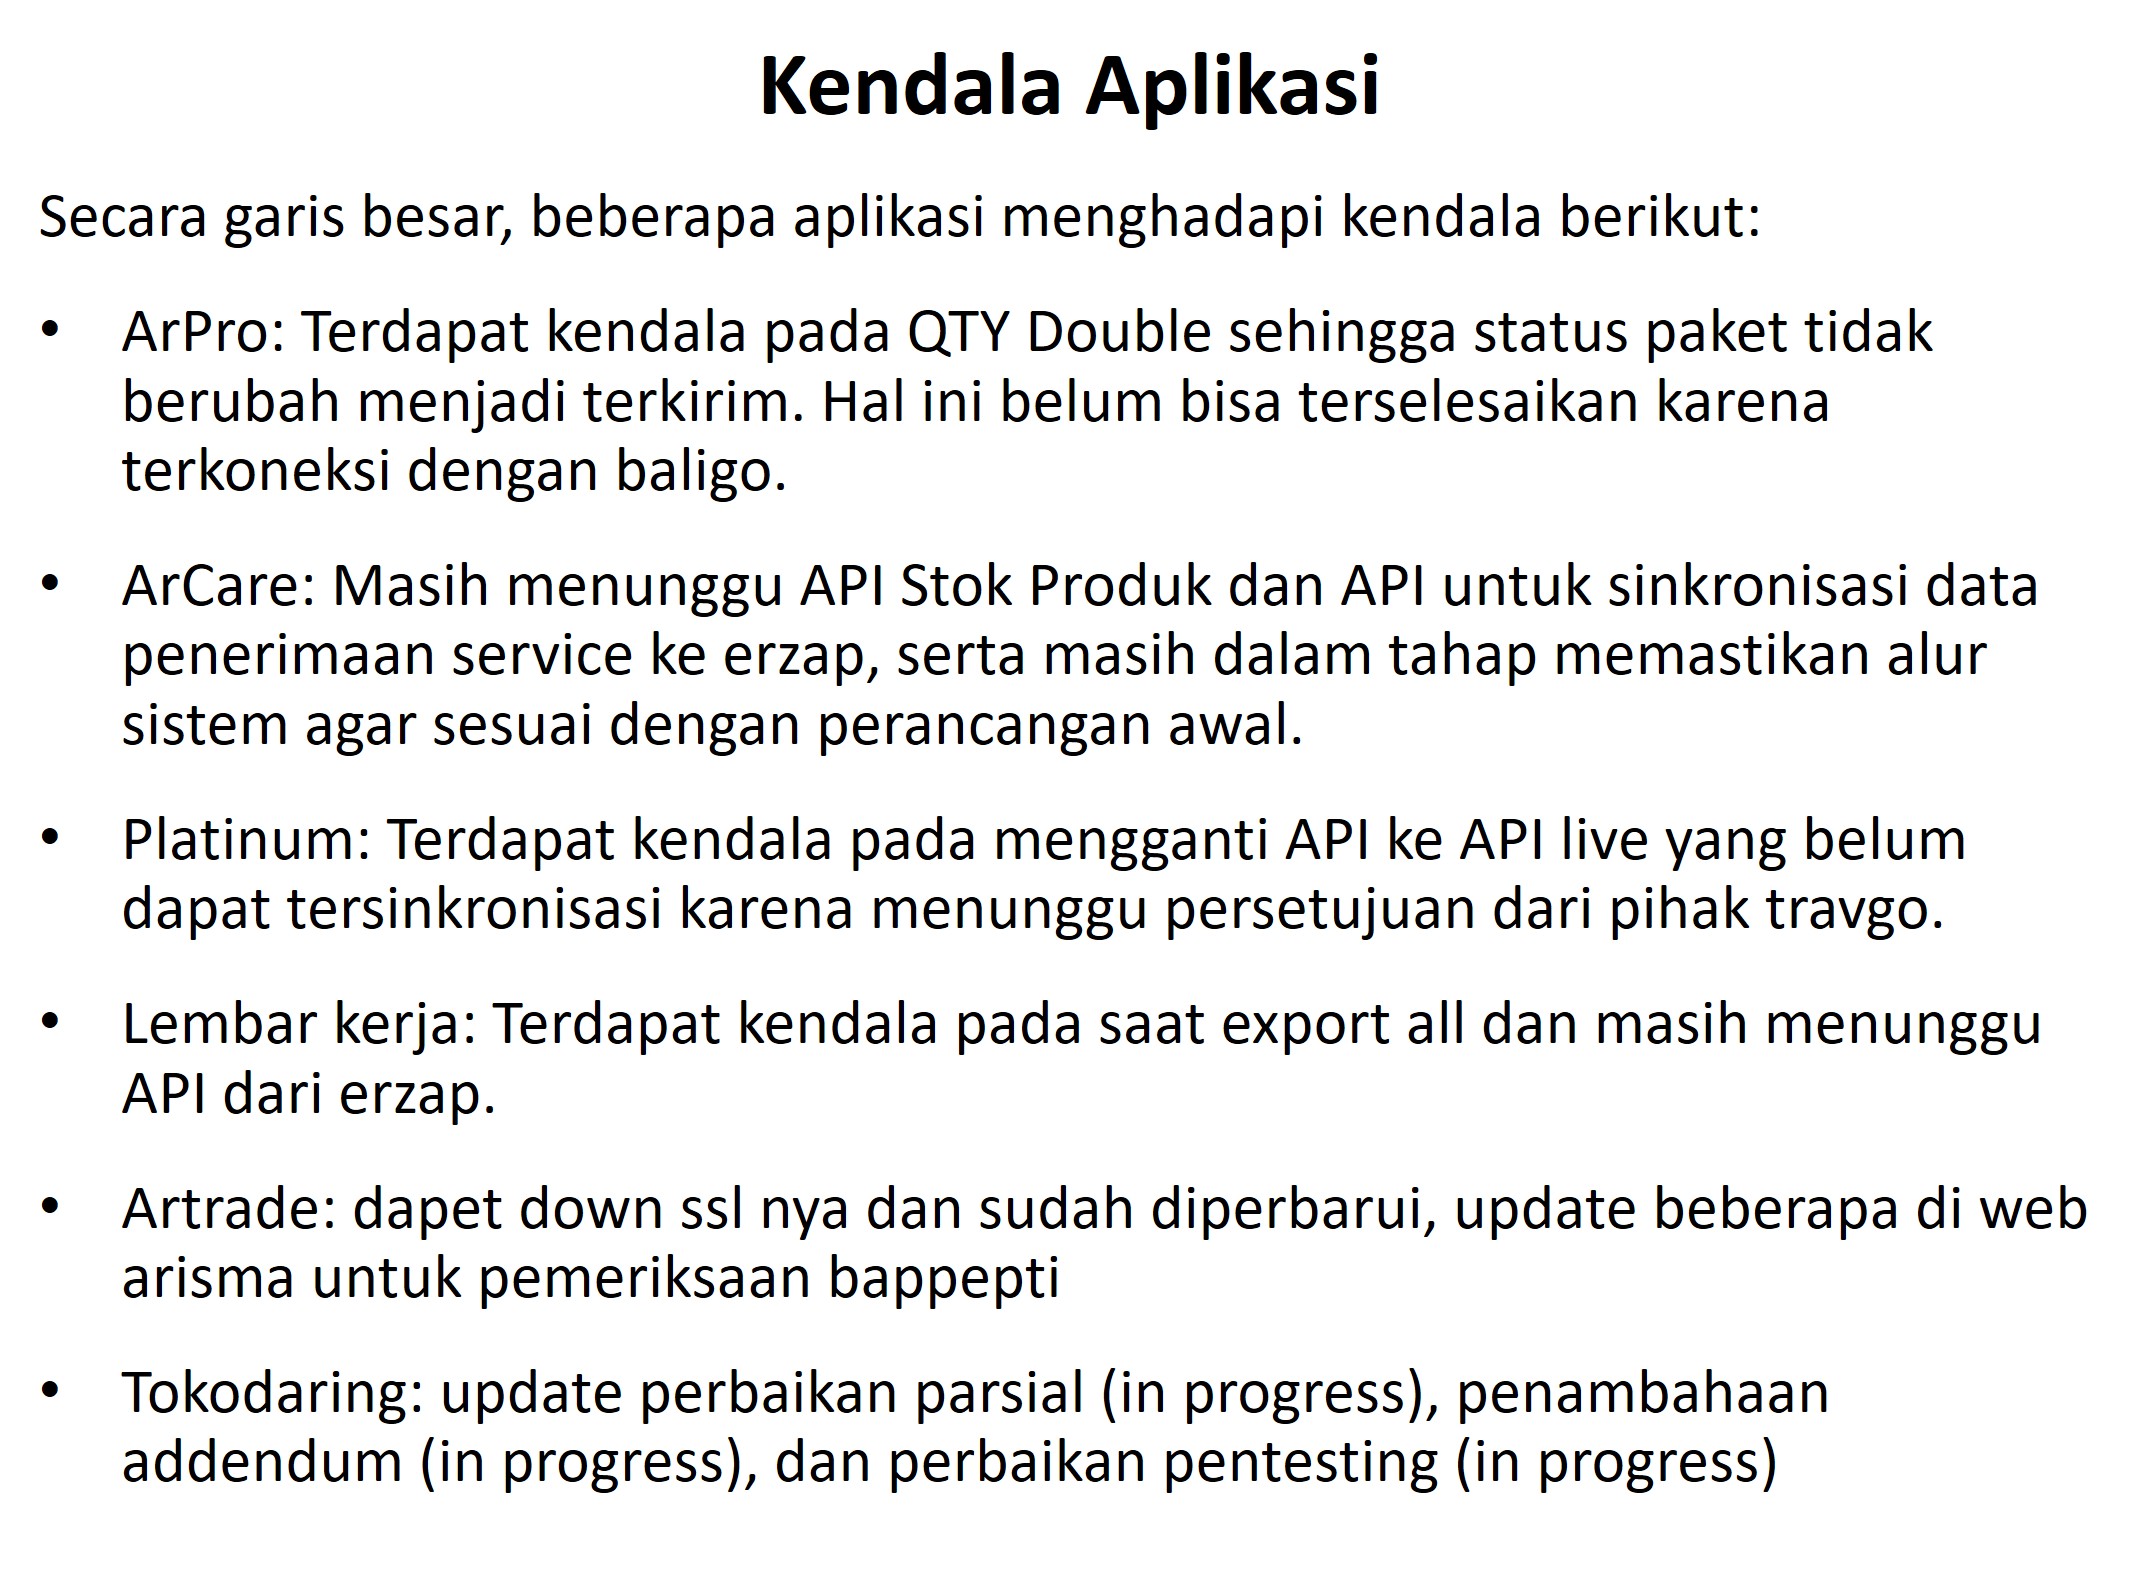 Kendala Aplikasi
Secara garis besar, beberapa aplikasi menghadapi kendala berikut:
• ArPro: Terdapat kendala pada QTY Double sehingga status paket tidak
berubah menjadi terkirim. Hal ini belum bisa terselesaikan karena
terkoneksi dengan baligo.
• ArCare: Masih menunggu API Stok Produk dan API untuk sinkronisasi data
penerimaan service ke erzap, serta masih dalam tahap memastikan alur
sistem agar sesuai dengan perancangan awal.
• Platinum: Terdapat kendala pada mengganti API ke API live yang belum
dapat tersinkronisasi karena menunggu persetujuan dari pihak travgo.
• Lembar kerja: Terdapat kendala pada saat export all dan masih menunggu
API dari erzap.
• Artrade: dapet down ssl nya dan sudah diperbarui, update beberapa di web
arisma untuk pemeriksaan bappepti
• Tokodaring: update perbaikan parsial (in progress), penambahaan
addendum (in progress), dan perbaikan pentesting (in progress)